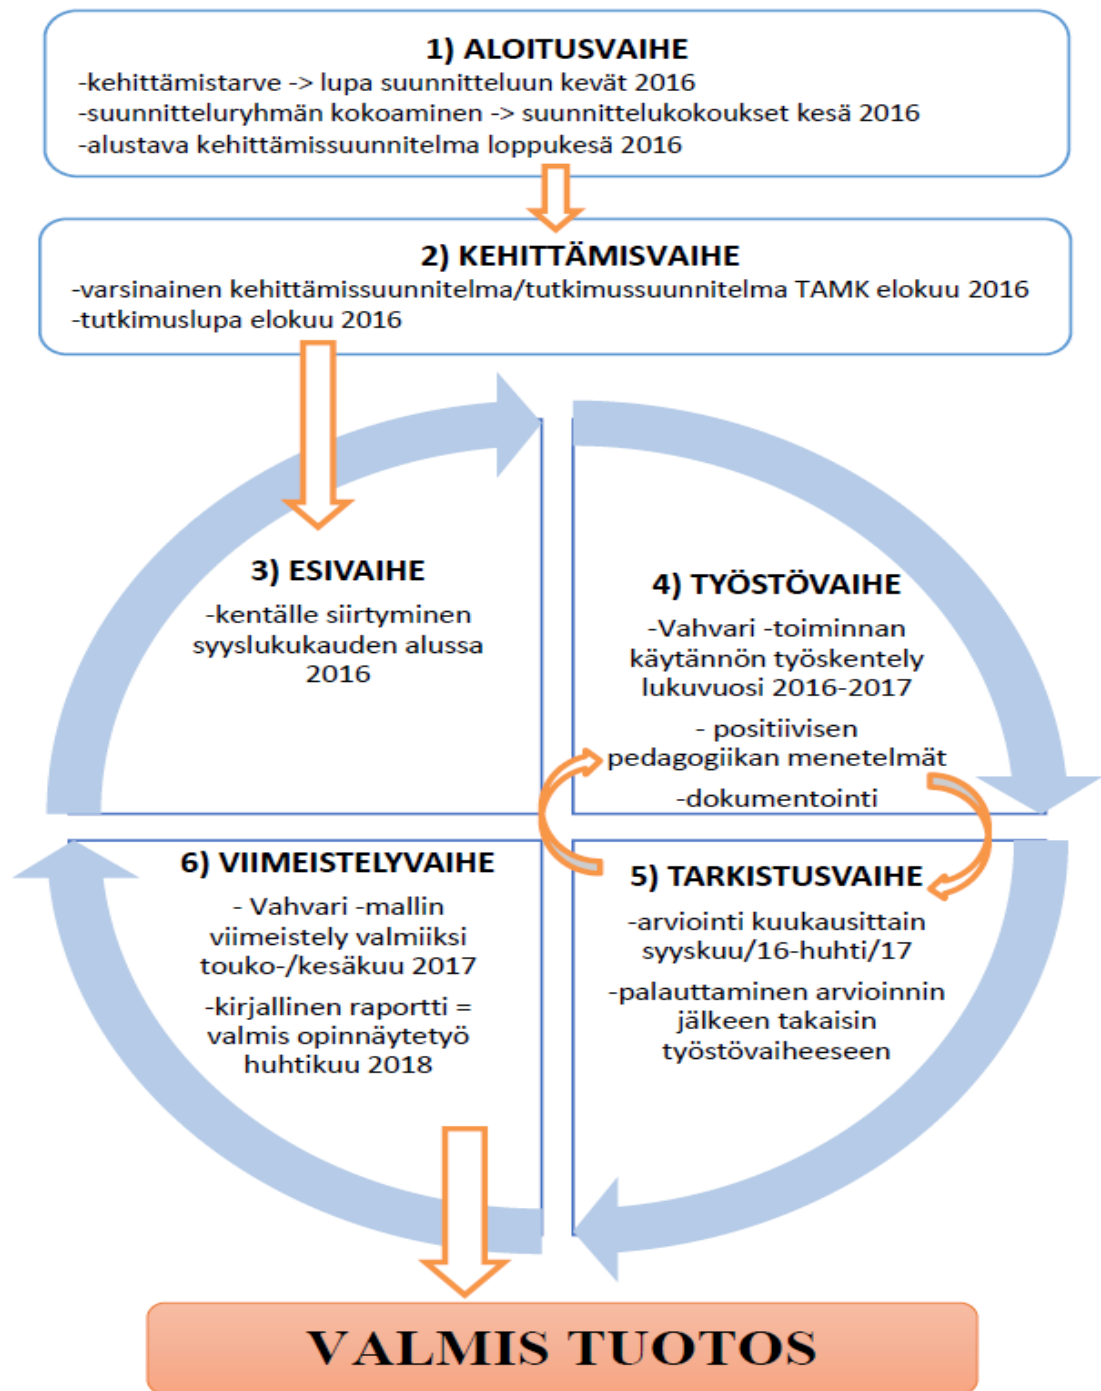 1) ALOITUSVAIHE
-kehittämistarve -> lupa suunnitteluun kevät 2016
-suunnitteluryhmän kokoaminen -> suunnittelukokoukset kesä 2016
-alustava kehittämissuunnitelma loppukesä 2016
2) KEHITTÄMISVAIHE
-varsinainen kehittämissuunnitelma/tutkimussuunnitelma TAMK elokuu 2016
-tutkimuslupa elokuu 2016
3) ESIVAIHE
-kentälle siirtyminen
syyslukukauden alussa
2016
4) TYÖSTÖVAIHE
-Vahvari -toiminnan
käytännön työskentely
lukuvuosi 2016-2017
- positiivisen
pedagogiikan menetelmät
-dokumentointi
5) TARKISTUSVAIHE
-arviointi kuukausittain
syyskuu/16-huhti/17
-palauttaminen arvioinnin
jälkeen takaisin
työstövaiheeseen
6) VIIMEISTELYVAIHE
- Vahvari -mallin
viimeistely valmiiksi
touko-/kesäkuu 2017
-kirjallinen raportti =
valmis opinnäytetyö
huhtikuu 2018
VALMIS TUOTOS